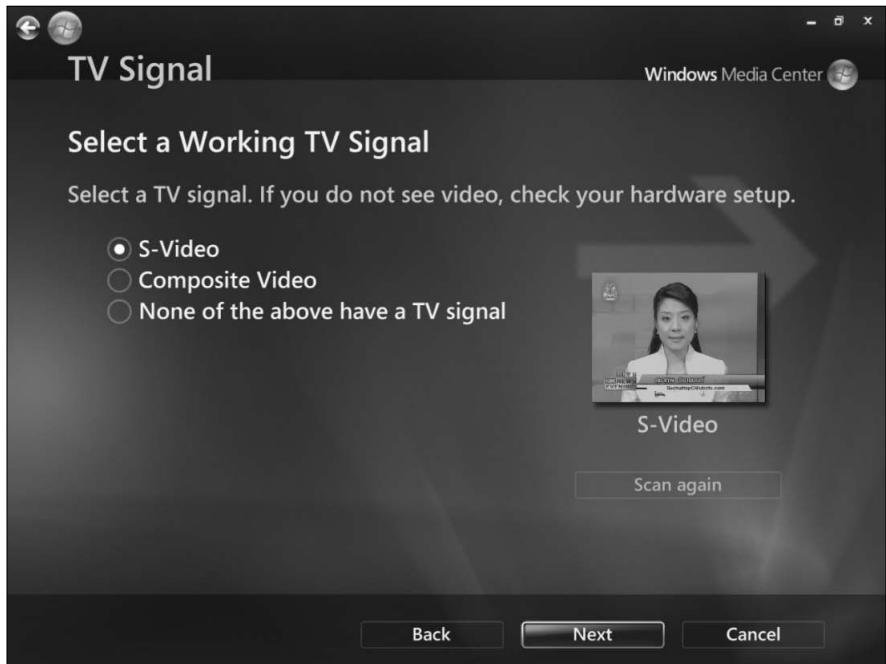 TV Signal
Windows Media Center
Select a Working TV Signal
Select a TV signal. If you do not see video, check your hardware setup.
S-Video
Composite Video
None of the above have a TV signal
S-Video
Scan again
Back
Next
Cancel